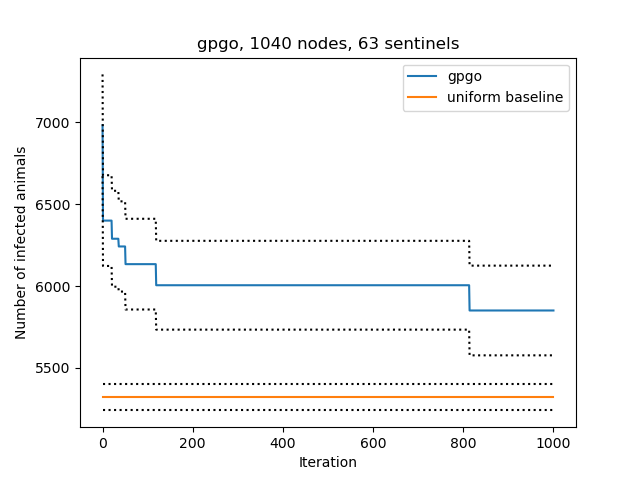 gpgo, 1040 nodes, 63 sentinels
gpgo
uniform baseline
Number of infected animals
7000
6500
6000
5500
0 200 400 600 800 1000
Iteration